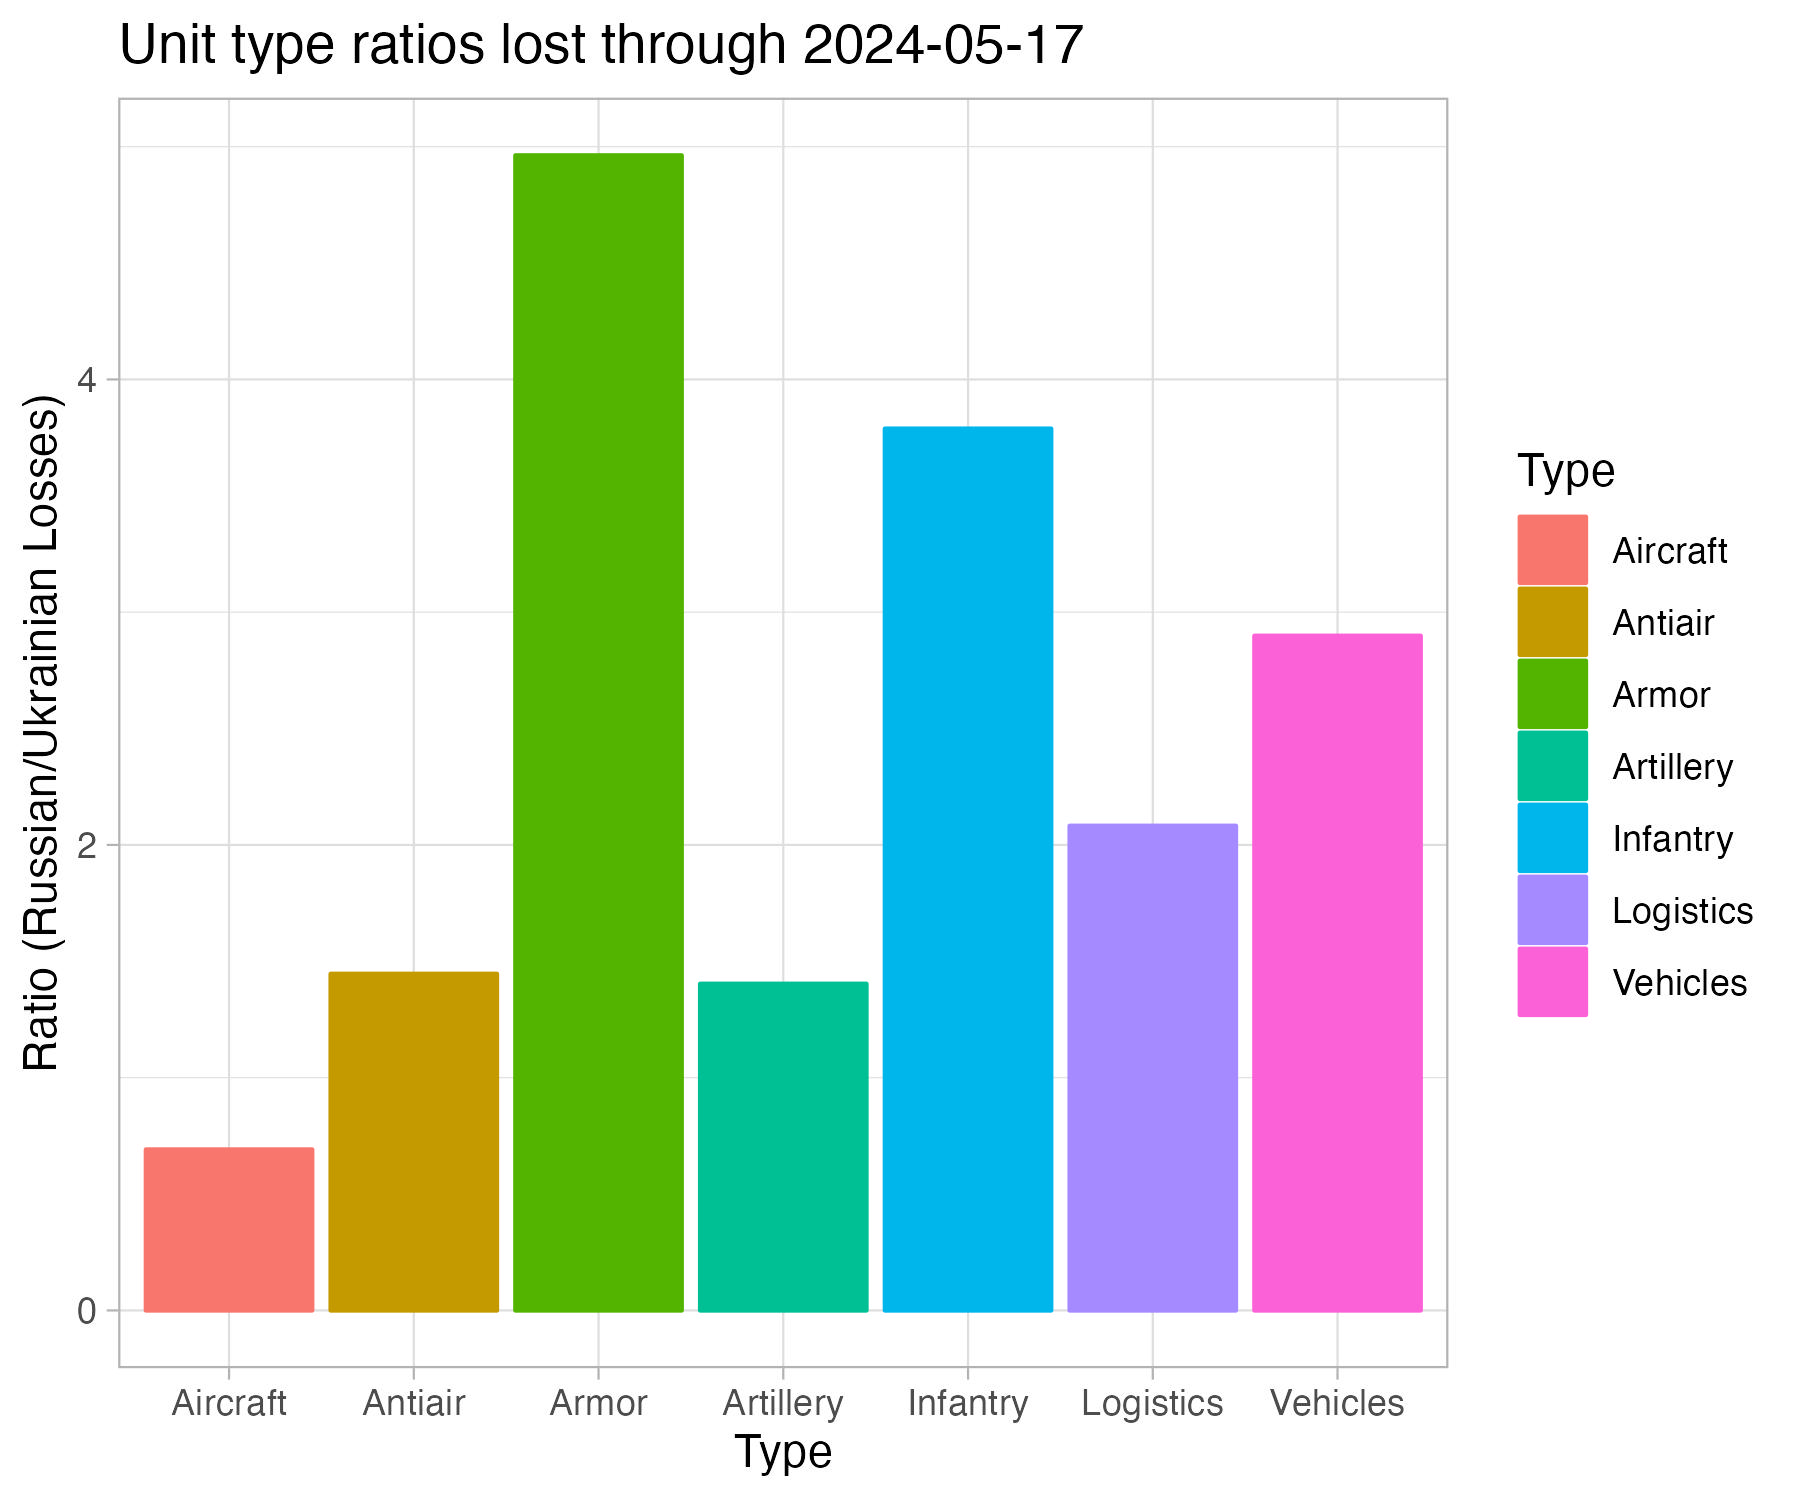 Unit type ratios lost through 2024-05-17
Ratio (Russian/Ukrainian Losses)
4
2
0
Aircraft
Antiair
Armor
Artillery
Infantry
Logistics
Vehicles
Type
Type
Aircraft
Antiair
Armor
Artillery
Infantry
Logistics
Vehicles